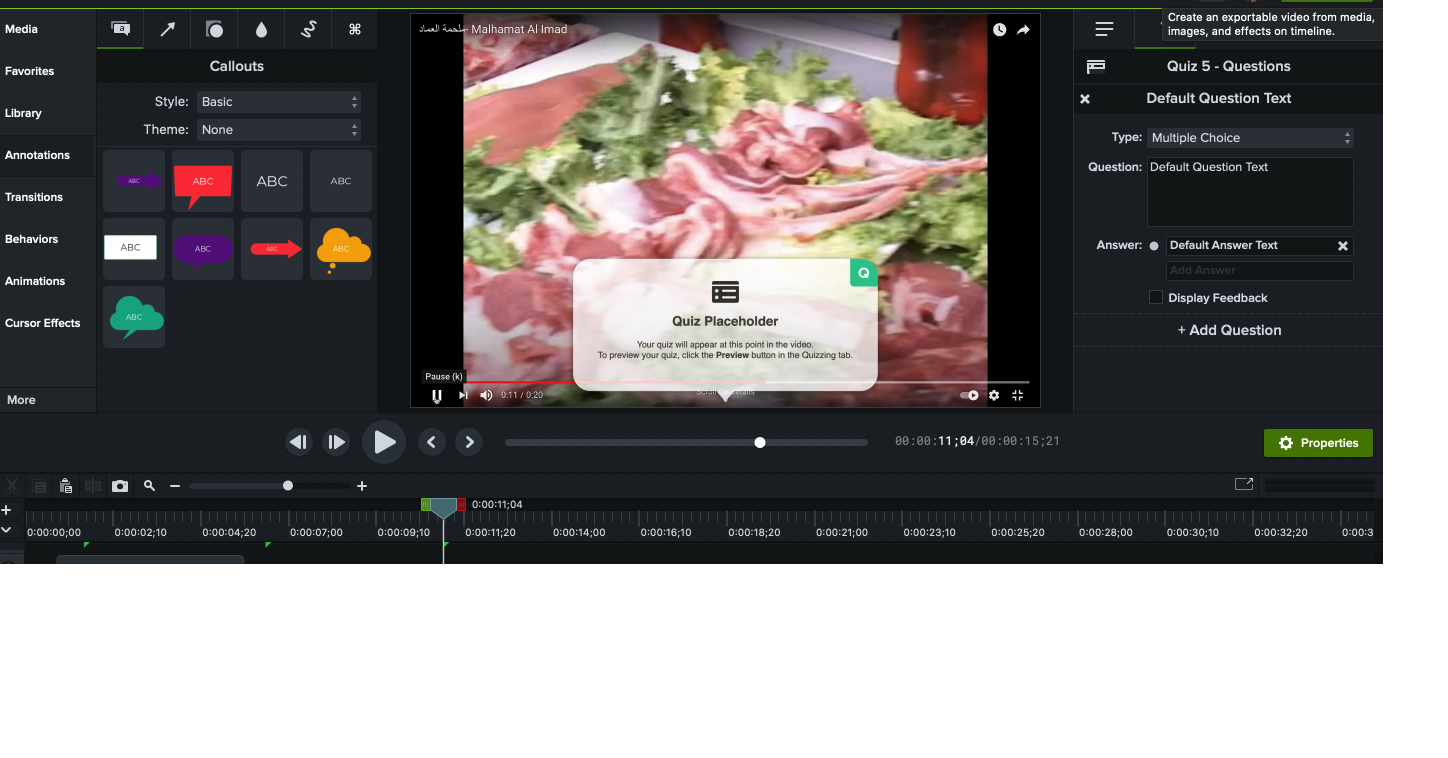 Media
Favorites
Library
Annotations
Transitions
Behaviors
Animations
Cursor Effects
More
a
Callouts
Style: Basic
Theme: None
ABC ABC ABC ABC
ABC ABC ABC ABC
ABC
ملحمة العماد- Malhamat Al Imad
Q
Quiz Placeholder
Your quiz will appear at this point in the video.
To preview your quiz, click the Preview button in the Quizzing tab.
Pause (k)
0:11 / 0:20
Scroll for details
Create an exportable video from media,
images, and effects on timeline.
Quiz 5 - Questions
Default Question Text
Type: Multiple Choice
Question: Default Question Text
Answer: Default Answer Text
Add Answer
Display Feedback
+ Add Question
00:00:11;04/00:00:15;21
Properties
0:00:11;04
0:00:00;00 0:00:02;10 0:00:04;20 0:00:07;00 0:00:09;10 0:00:11;20 0:00:14;00 0:00:16;10 0:00:18;20 0:00:21;00 0:00:23;10 0:00:25;20 0:00:28;00 0:00:30;10 0:00:32;20 0:00:3